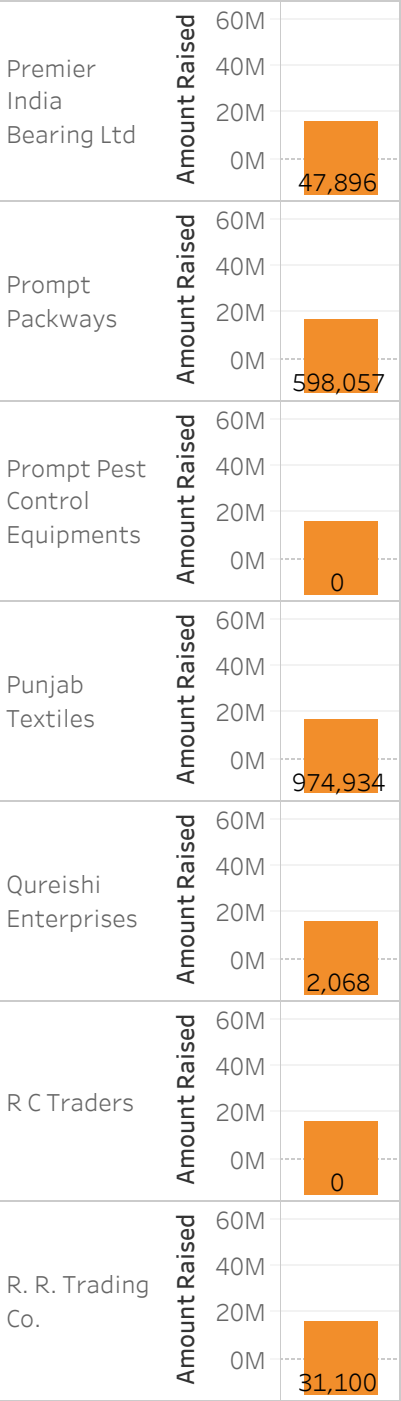 Premier
India
Bearing Ltd
Amount Raised
60M
40M
20M
0M
47,896
Prompt
Packways
Amount Raised
60M
40M
20M
0M
598,057
Prompt Pest
Control
Equipments
Amount Raised
60M
40M
20M
0M
0
Punjab
Textiles
Amount Raised
60M
40M
20M
0M
974,934
Qureishi
Enterprises
Amount Raised
60M
40M
20M
0M
2,068
R C Traders
Amount Raised
60M
40M
20M
0M
0
R. R. Trading
Co.
Amount Raised
60M
40M
20M
0M
31,100